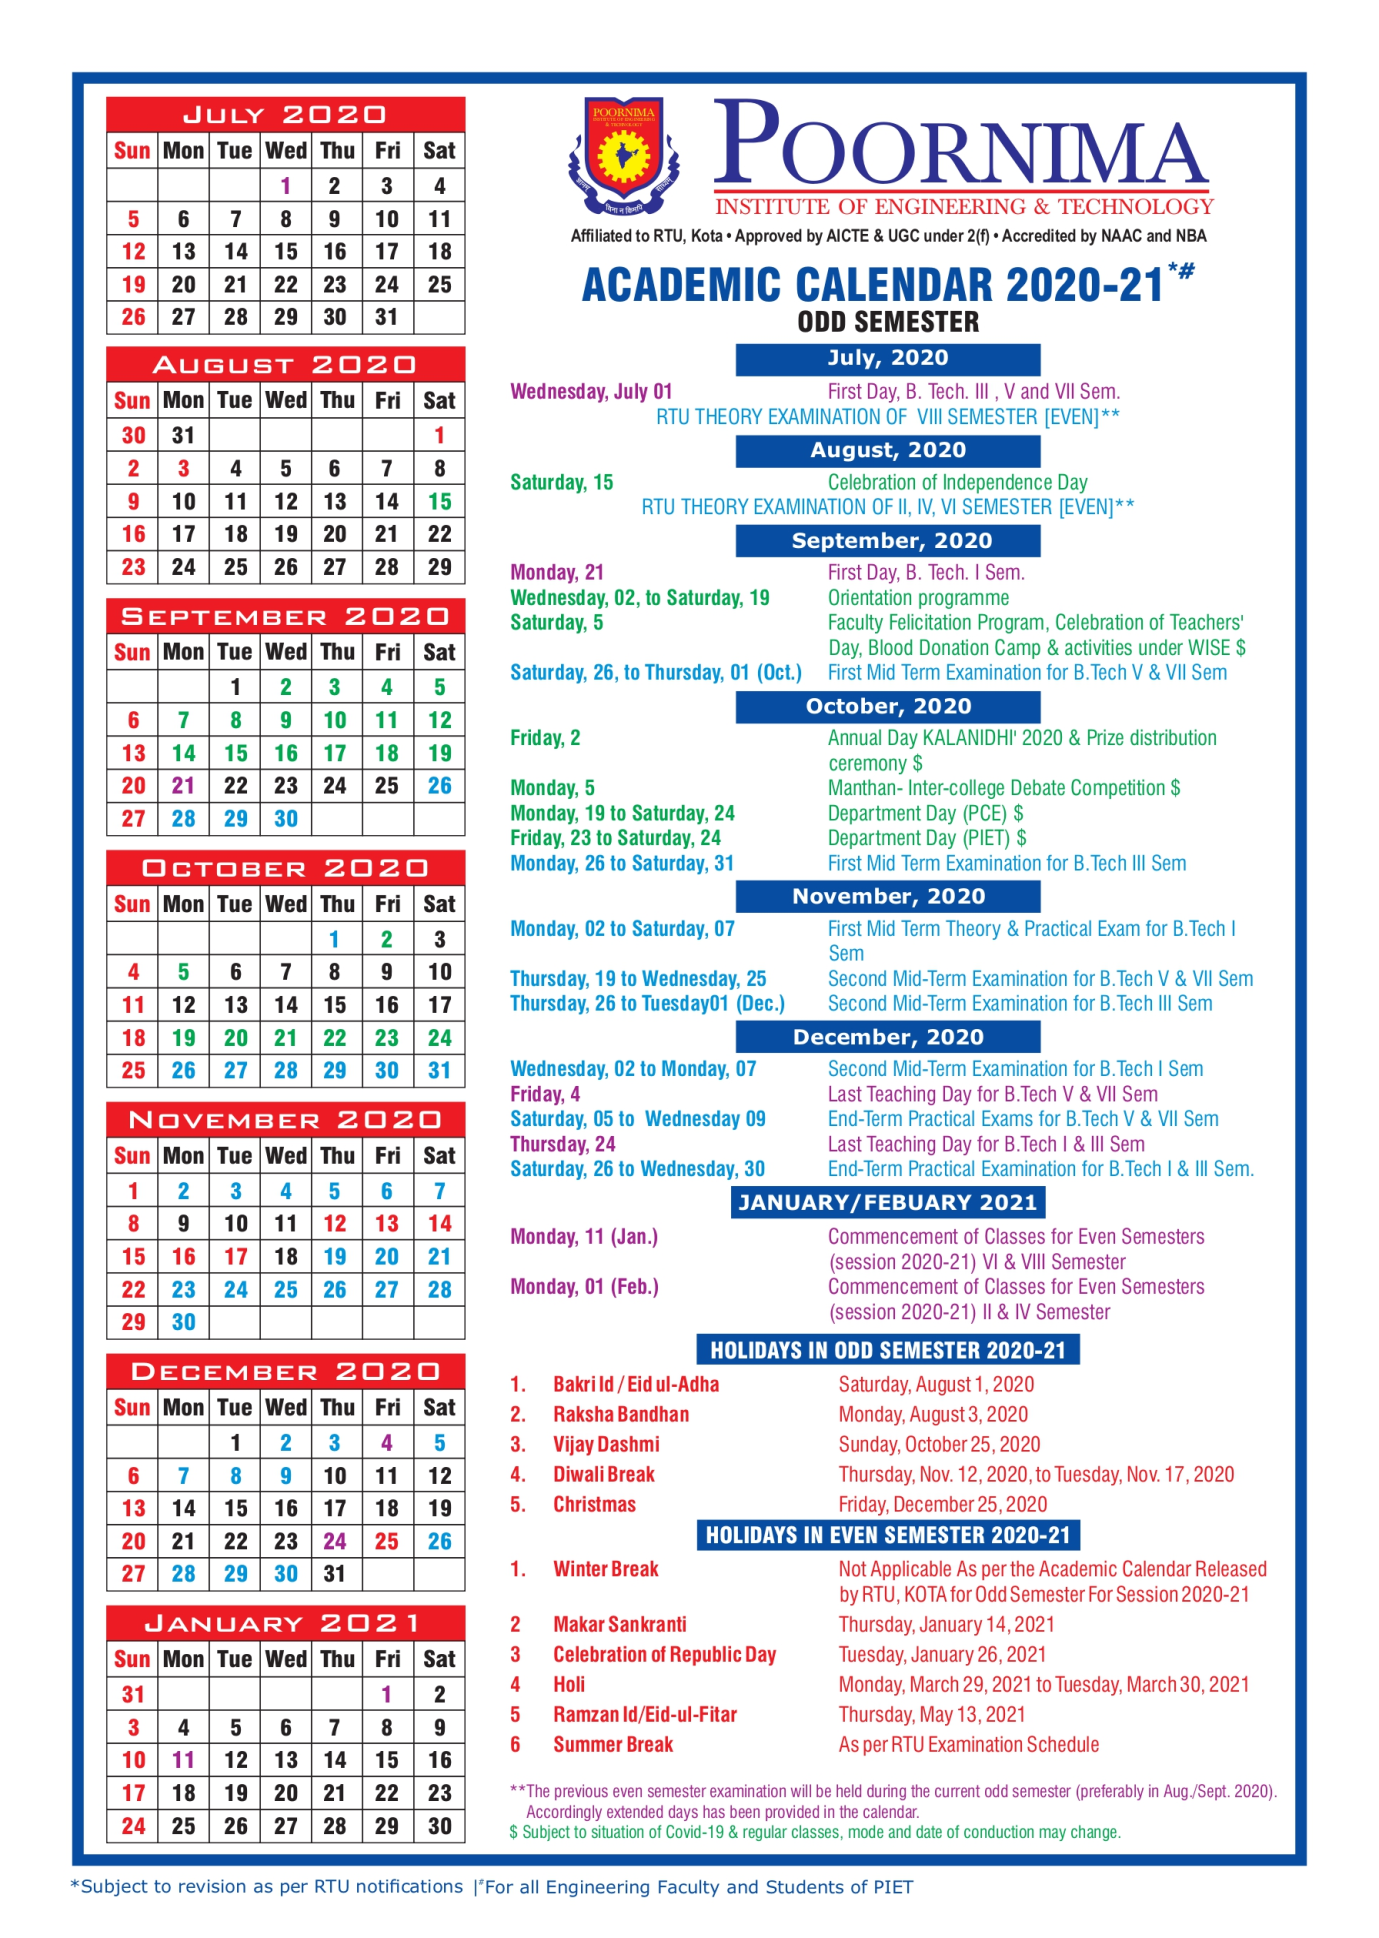 JULY 2020
Sun Mon Tue Wed Thu Fri Sat
1 2 3 4
5 6 7 8 9 10 11
12 13 14 15 16 17 18
19 20 21 22 23 24 25
26 27 28 29 30 31
AUGUST 2020
Sun Mon Tue Wed Thu Fri Sat
30 31 1
2 3 4 5 6 7 8
9 10 11 12 13 14 15
16 17 18 19 20 21 22
23 24 25 26 27 28 29
SEPTEMBER 2020
Sun Mon Tue Wed Thu Fri Sat
1 2 3 4 5
6 7 8 9 10 11 12
13 14 15 16 17 18 19
20 21 22 23 24 25 26
27 28 29 30
OCTOBER 2020
Sun Mon Tue Wed Thu Fri Sat
1 2 3
4 5 6 7 8 9 10
11 12 13 14 15 16 17
18 19 20 21 22 23 24
25 26 27 28 29 30 31
NOVEMBER 2020
Sun Mon Tue Wed Thu Fri Sat
1 2 3 4 5 6 7
8 9 10 11 12 13 14
15 16 17 18 19 20 21
22 23 24 25 26 27 28
29 30
DECEMBER 2020
Sun Mon Tue Wed Thu Fri Sat
1 2 3 4 5
6 7 8 9 10 11 12
13 14 15 16 17 18 19
20 21 22 23 24 25 26
27 28 29 30 31
JANUARY 2021
Sun Mon Tue Wed Thu Fri Sat
31 1 2
3 4 5 6 7 8 9
10 11 12 13 14 15 16
17 18 19 20 21 22 23
24 25 26 27 28 29 30
POORNIMA
INSTITUTE OF ENGINEERING
& TECHNOLOGY
POORNIMA
INSTITUTE OF ENGINEERING & TECHNOLOGY
Affiliated to RTU, Kota • Approved by AICTE & UGC under 2(f) • Accredited by NAAC and NBA
ACADEMIC CALENDAR 2020-21*#
ODD SEMESTER
July, 2020
Wednesday, July 01 First Day, B. Tech. III , V and VII Sem.
RTU THEORY EXAMINATION OF VIII SEMESTER [EVEN]**
August, 2020
Saturday, 15 Celebration of Independence Day
RTU THEORY EXAMINATION OF II, IV, VI SEMESTER [EVEN]**
September, 2020
Monday, 21 First Day, B. Tech. I Sem.
Wednesday, 02, to Saturday, 19 Orientation programme
Saturday, 5 Faculty Felicitation Program, Celebration of Teachers'
Day, Blood Donation Camp & activities under WISE $
Saturday, 26, to Thursday, 01 (Oct.) First Mid Term Examination for B.Tech V & VII Sem
October, 2020
Friday, 2 Annual Day KALANIDHI' 2020 & Prize distribution
ceremony $
Monday, 5 Manthan- Inter-college Debate Competition $
Monday, 19 to Saturday, 24 Department Day (PCE) $
Friday, 23 to Saturday, 24 Department Day (PIET) $
Monday, 26 to Saturday, 31 First Mid Term Examination for B.Tech III Sem
November, 2020
Monday, 02 to Saturday, 07 First Mid Term Theory & Practical Exam for B.Tech I
Sem
Thursday, 19 to Wednesday, 25 Second Mid-Term Examination for B.Tech V & VII Sem
Thursday, 26 to Tuesday01 (Dec.) Second Mid-Term Examination for B.Tech III Sem
December, 2020
Wednesday, 02 to Monday, 07 Second Mid-Term Examination for B.Tech I Sem
Friday, 4 Last Teaching Day for B.Tech V & VII Sem
Saturday, 05 to Wednesday 09 End-Term Practical Exams for B.Tech V & VII Sem
Thursday, 24 Last Teaching Day for B.Tech I & III Sem
Saturday, 26 to Wednesday, 30 End-Term Practical Examination for B.Tech I & III Sem.
JANUARY/FEBUARY 2021
Monday, 11 (Jan.) Commencement of Classes for Even Semesters
(session 2020-21) VI & VIII Semester
Monday, 01 (Feb.) Commencement of Classes for Even Semesters
(session 2020-21) II & IV Semester
HOLIDAYS IN ODD SEMESTER 2020-21
1. Bakri Id / Eid ul-Adha Saturday, August 1, 2020
2. Raksha Bandhan Monday, August 3, 2020
3. Vijay Dashmi Sunday, October 25, 2020
4. Diwali Break Thursday, Nov. 12, 2020, to Tuesday, Nov. 17, 2020
5. Christmas Friday, December 25, 2020
HOLIDAYS IN EVEN SEMESTER 2020-21
1. Winter Break Not Applicable As per the Academic Calendar Released
by RTU, KOTA for Odd Semester For Session 2020-21
2 Makar Sankranti Thursday, January 14, 2021
3 Celebration of Republic Day Tuesday, January 26, 2021
4 Holi Monday, March 29, 2021 to Tuesday, March 30, 2021
5 Ramzan Id/Eid-ul-Fitar Thursday, May 13, 2021
6 Summer Break As per RTU Examination Schedule
**The previous even semester examination will be held during the current odd semester (preferably in Aug./Sept. 2020).
Accordingly extended days has been provided in the calendar.
$ Subject to situation of Covid-19 & regular classes, mode and date of conduction may change.
*Subject to revision as per RTU notifications |#For all Engineering Faculty and Students of PIET